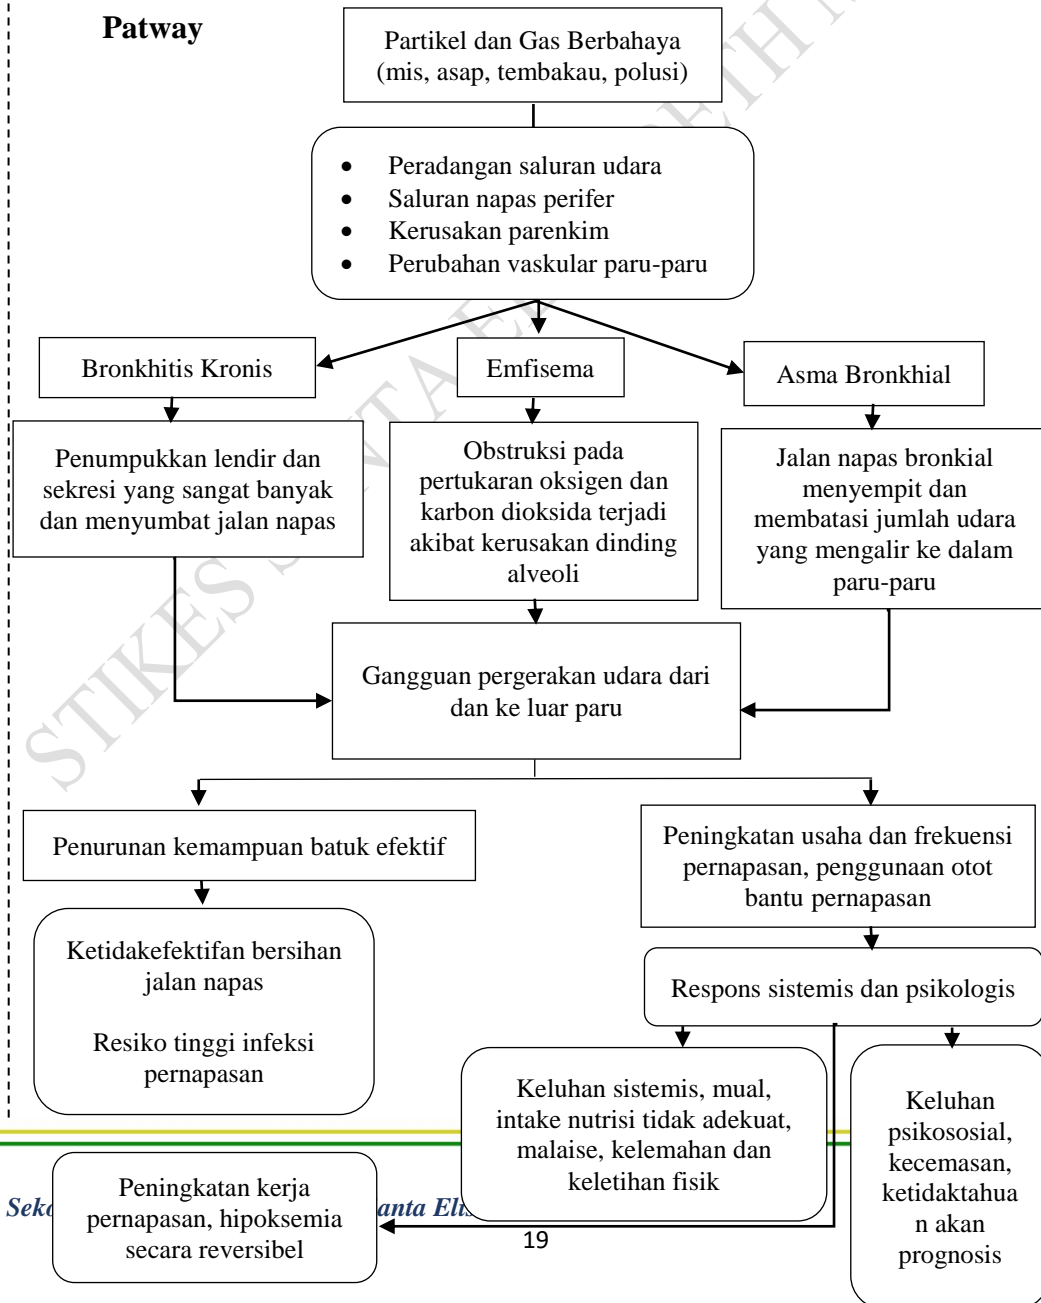 Patway
Partikel dan Gas Berbahaya
(mis, asap, tembakau, polusi)
• Peradangan saluran udara
• Saluran napas perifer
• Kerusakan parenkim
• Perubahan vaskular paru-paru
Bronkhitis Kronis
Emfisema
Asma Bronkhial
Penumpukkan lendir dan
sekresi yang sangat banyak
dan menyumbat jalan napas
Obstruksi pada
pertukaran oksigen dan
karbon dioksida terjadi
akibat kerusakan dinding
alveoli
Jalan napas bronkial
menyempit dan
membatasi jumlah udara
yang mengalir ke dalam
paru-paru
Gangguan pergerakan udara dari
dan ke luar paru
Penurunan kemampuan batuk efektif
Peningkatan usaha dan frekuensi
pernapasan, penggunaan otot
bantu pernapasan
Ketidakefektifan bersihan
jalan napas
Resiko tinggi infeksi
pernapasan
Respons sistemis dan psikologis
Keluhan sistemis, mual,
intake nutrisi tidak adekuat,
malaise, kelemahan dan
keletihan fisik
Keluhan
psikososial,
kecemasan,
ketidaktahua
n akan
prognosis
Peningkatan kerja
pernapasan, hipoksemia
secara reversibel
19
STIKES